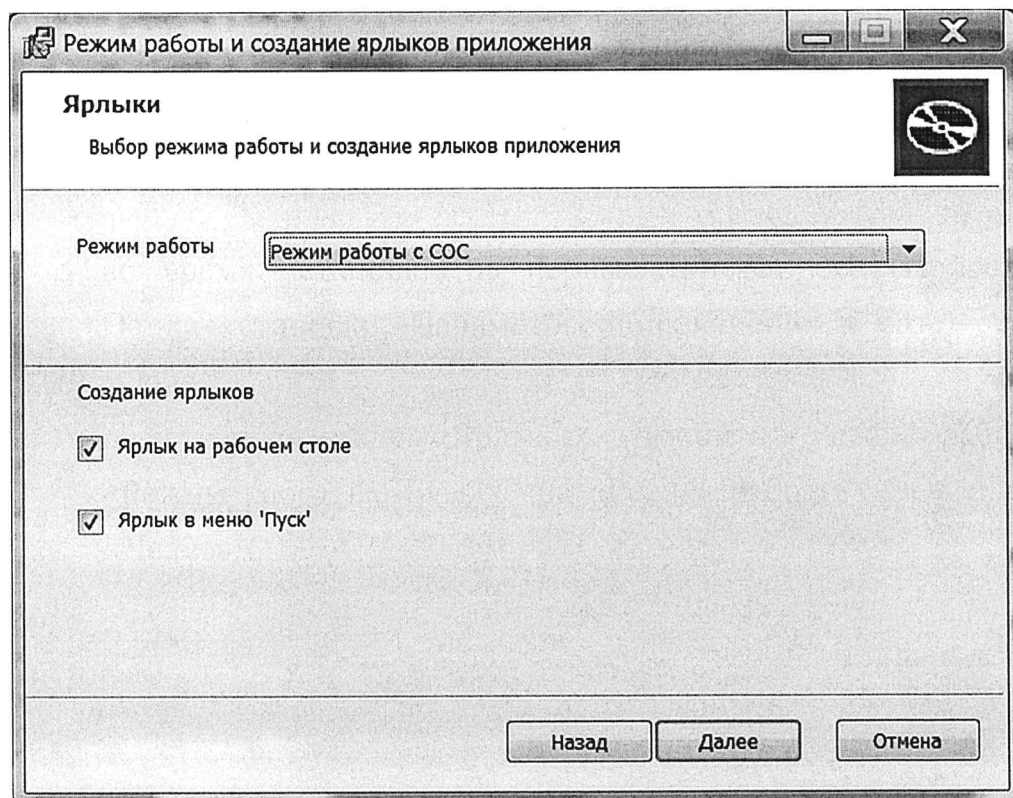 Режим работы и создание ярлыков приложения
Ярлыки
Выбор режима работы и создание ярлыков приложения
Режим работы Режим работы с СОС
Создание ярлыков
Ярлык на рабочем столе
Ярлык в меню 'Пуск'
Назад Далее Отмена